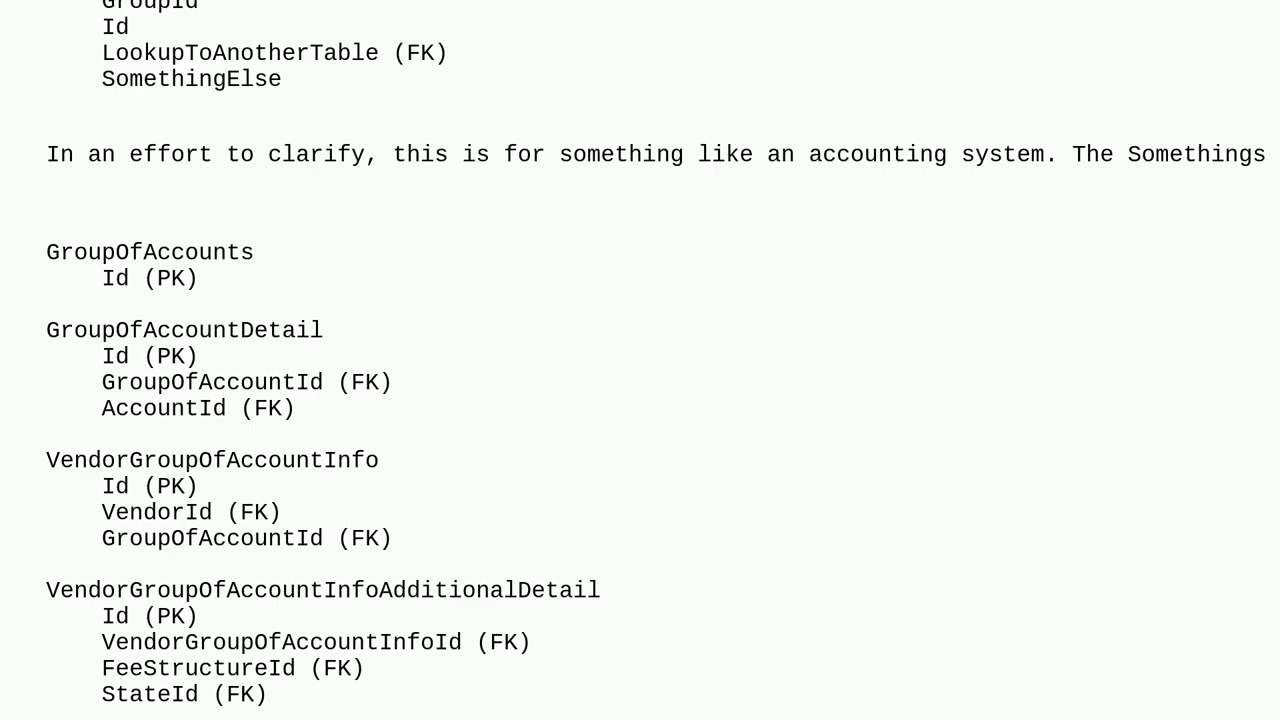 GroupId
Id
LookupToAnotherTable (FK)
SomethingElse
In an effort to clarify, this is for something like an accounting system. The Somethings
GroupOfAccounts
Id (PK)
GroupOfAccountDetail
Id (PK)
GroupOfAccountId (FK)
AccountId (FK)
VendorGroupOfAccountInfo
Id (PK)
VendorId (FK)
GroupOfAccountId (FK)
VendorGroupOfAccountInfoAdditionalDetail
Id (PK)
VendorGroupOfAccountInfoId (FK)
FeeStructureId (FK)
StateId (FK)